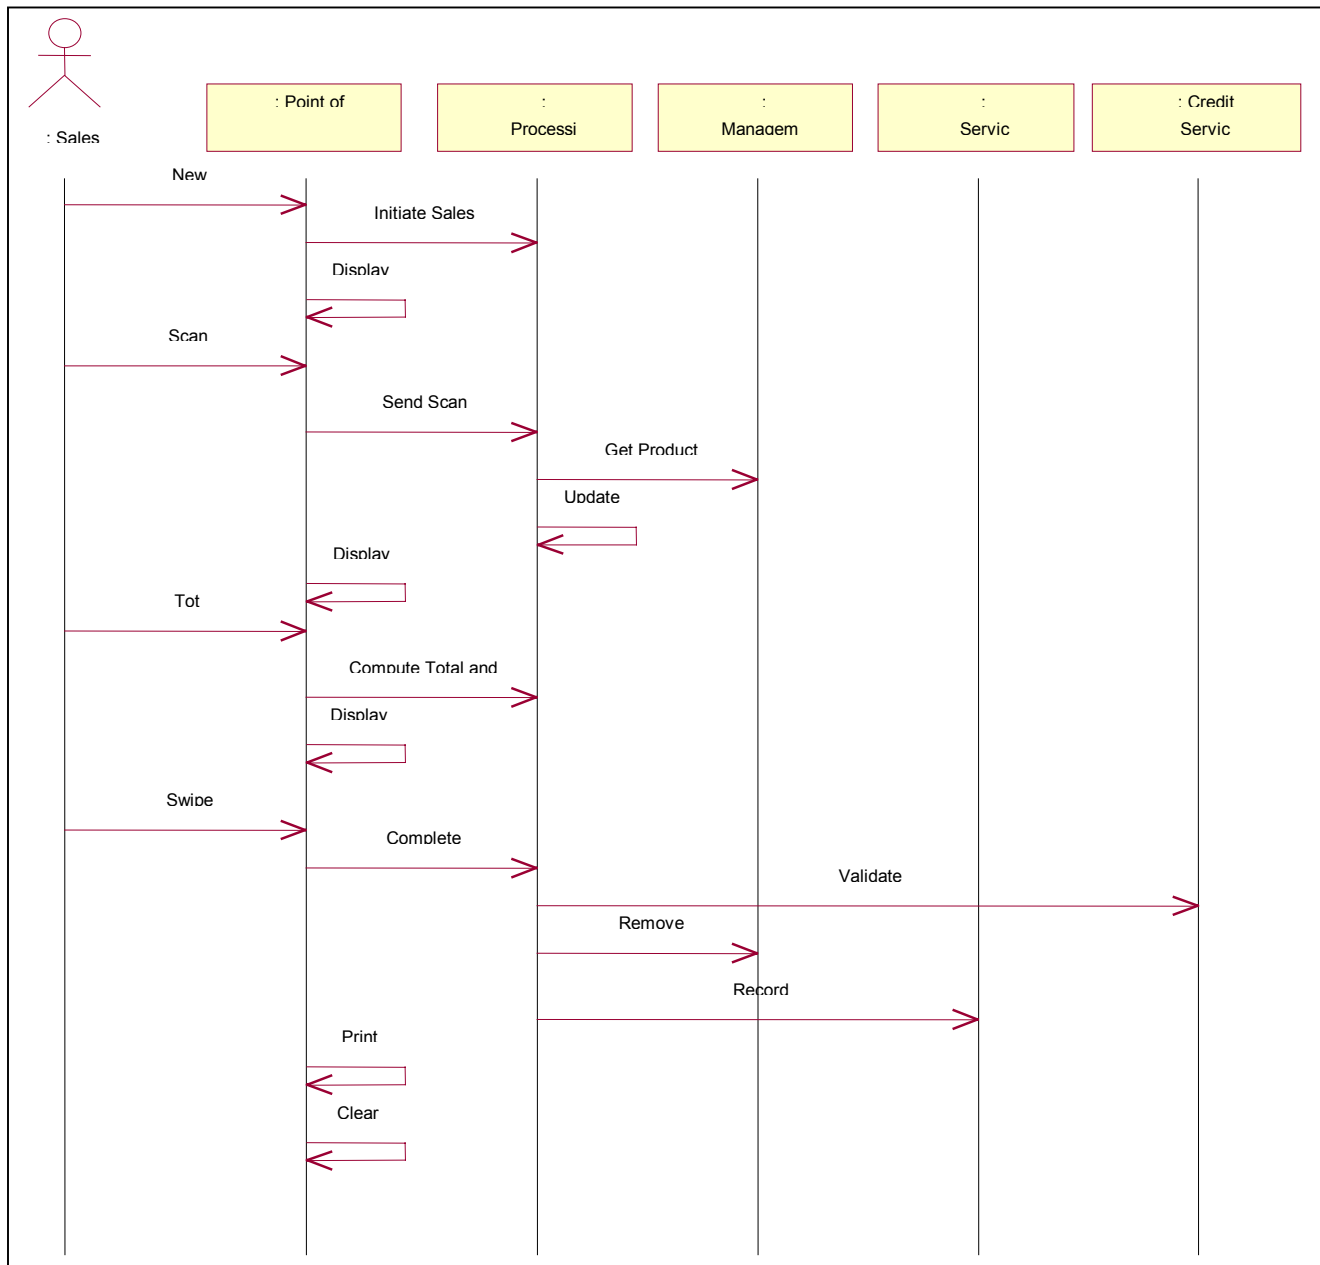 : Sales
: Point of
:
Processi
:
Managem
:
Servic
: Credit
Servic
New
Initiate Sales
Display
Scan
Send Scan
Get Product
Update
Display
Tot
Compute Total and
Display
Swipe
Complete
Validate
Remove
Record
Print
Clear